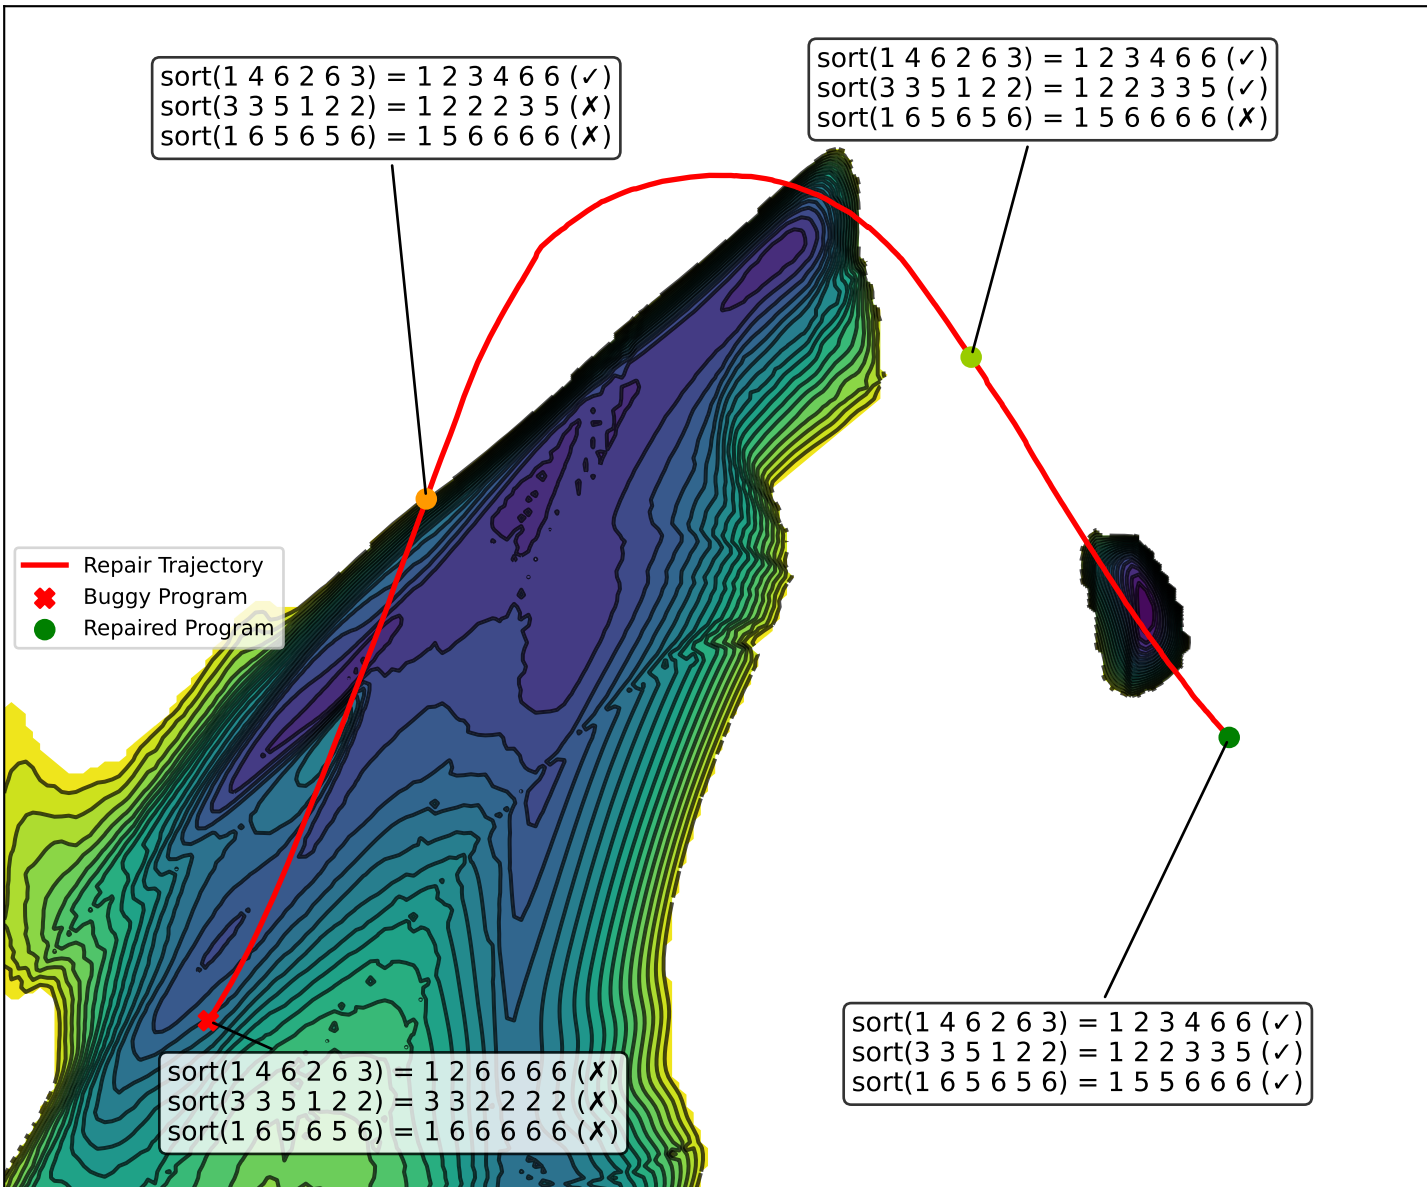 sort(1 4 6 2 6 3) = 1 2 3 4 6 6 (✓)
sort(3 3 5 1 2 2) = 1 2 2 2 3 5 (✗)
sort(1 6 5 6 5 6) = 1 5 6 6 6 6 (✗)
sort(1 4 6 2 6 3) = 1 2 3 4 6 6 (✓)
sort(3 3 5 1 2 2) = 1 2 2 3 3 5 (✓)
sort(1 6 5 6 5 6) = 1 5 6 6 6 6 (✗)
Repair Trajectory
Buggy Program
Repaired Program
sort(1 4 6 2 6 3) = 1 2 3 4 6 6 (✓)
sort(3 3 5 1 2 2) = 1 2 2 3 3 5 (✓)
sort(1 6 5 6 5 6) = 1 5 5 6 6 6 (✓)
sort(1 4 6 2 6 3) = 1 2 6 6 6 6 (✗)
sort(3 3 5 1 2 2) = 3 3 2 2 2 2 (✗)
sort(1 6 5 6 5 6) = 1 6 6 6 6 6 (✗)